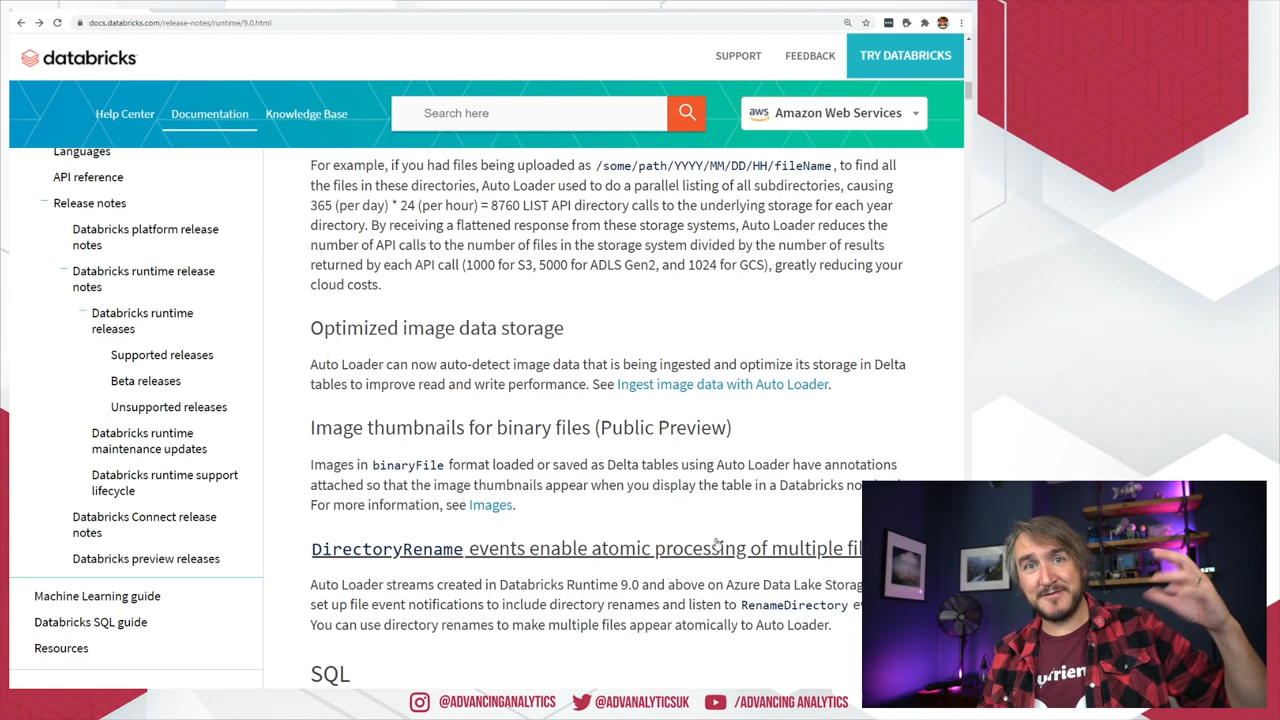 docs.databricks.com/release-notes/runtime/9.0.html
databricks
SUPPORT
FEEDBACK
TRY DATABRICKS
Help Center
Documentation
Knowledge Base
Search here
aws Amazon Web Services
Languages
API reference
Release notes
Databricks platform release
notes
Databricks runtime release
notes
Databricks runtime
releases
Supported releases
Beta releases
Unsupported releases
Databricks runtime
maintenance updates
Databricks runtime support
lifecycle
Databricks Connect release
notes
Databricks preview releases
Machine Learning guide
Databricks SQL guide
Resources
For example, if you had files being uploaded as /some/path/YYYY/MM/DD/HH/fileName, to find all
the files in these directories, Auto Loader used to do a parallel listing of all subdirectories, causing
365 (per day) * 24 (per hour) = 8760 LIST API directory calls to the underlying storage for each year
directory. By receiving a flattened response from these storage systems, Auto Loader reduces the
number of API calls to the number of files in the storage system divided by the number of results
returned by each API call (1000 for S3, 5000 for ADLS Gen2, and 1024 for GCS), greatly reducing your
cloud costs.
Optimized image data storage
Auto Loader can now auto-detect image data that is being ingested and optimize its storage in Delta
tables to improve read and write performance. See Ingest image data with Auto Loader.
Image thumbnails for binary files (Public Preview)
Images in binaryFile format loaded or saved as Delta tables using Auto Loader have annotations
attached so that the image thumbnails appear when you display the table in a Databricks
For more information, see Images.
DirectoryRename events enable atomic processing of multiple
Auto Loader streams created in Databricks Runtime 9.0 and above on Azure Data Lake
set up file event notifications to include directory renames and listen to RenameDirectory
You can use directory renames to make multiple files appear atomically to Auto Loader.
SQL
@ADVANCINGANALYTICS
@ADVANALYTICSUK
/ADVANCING ANALYTICS